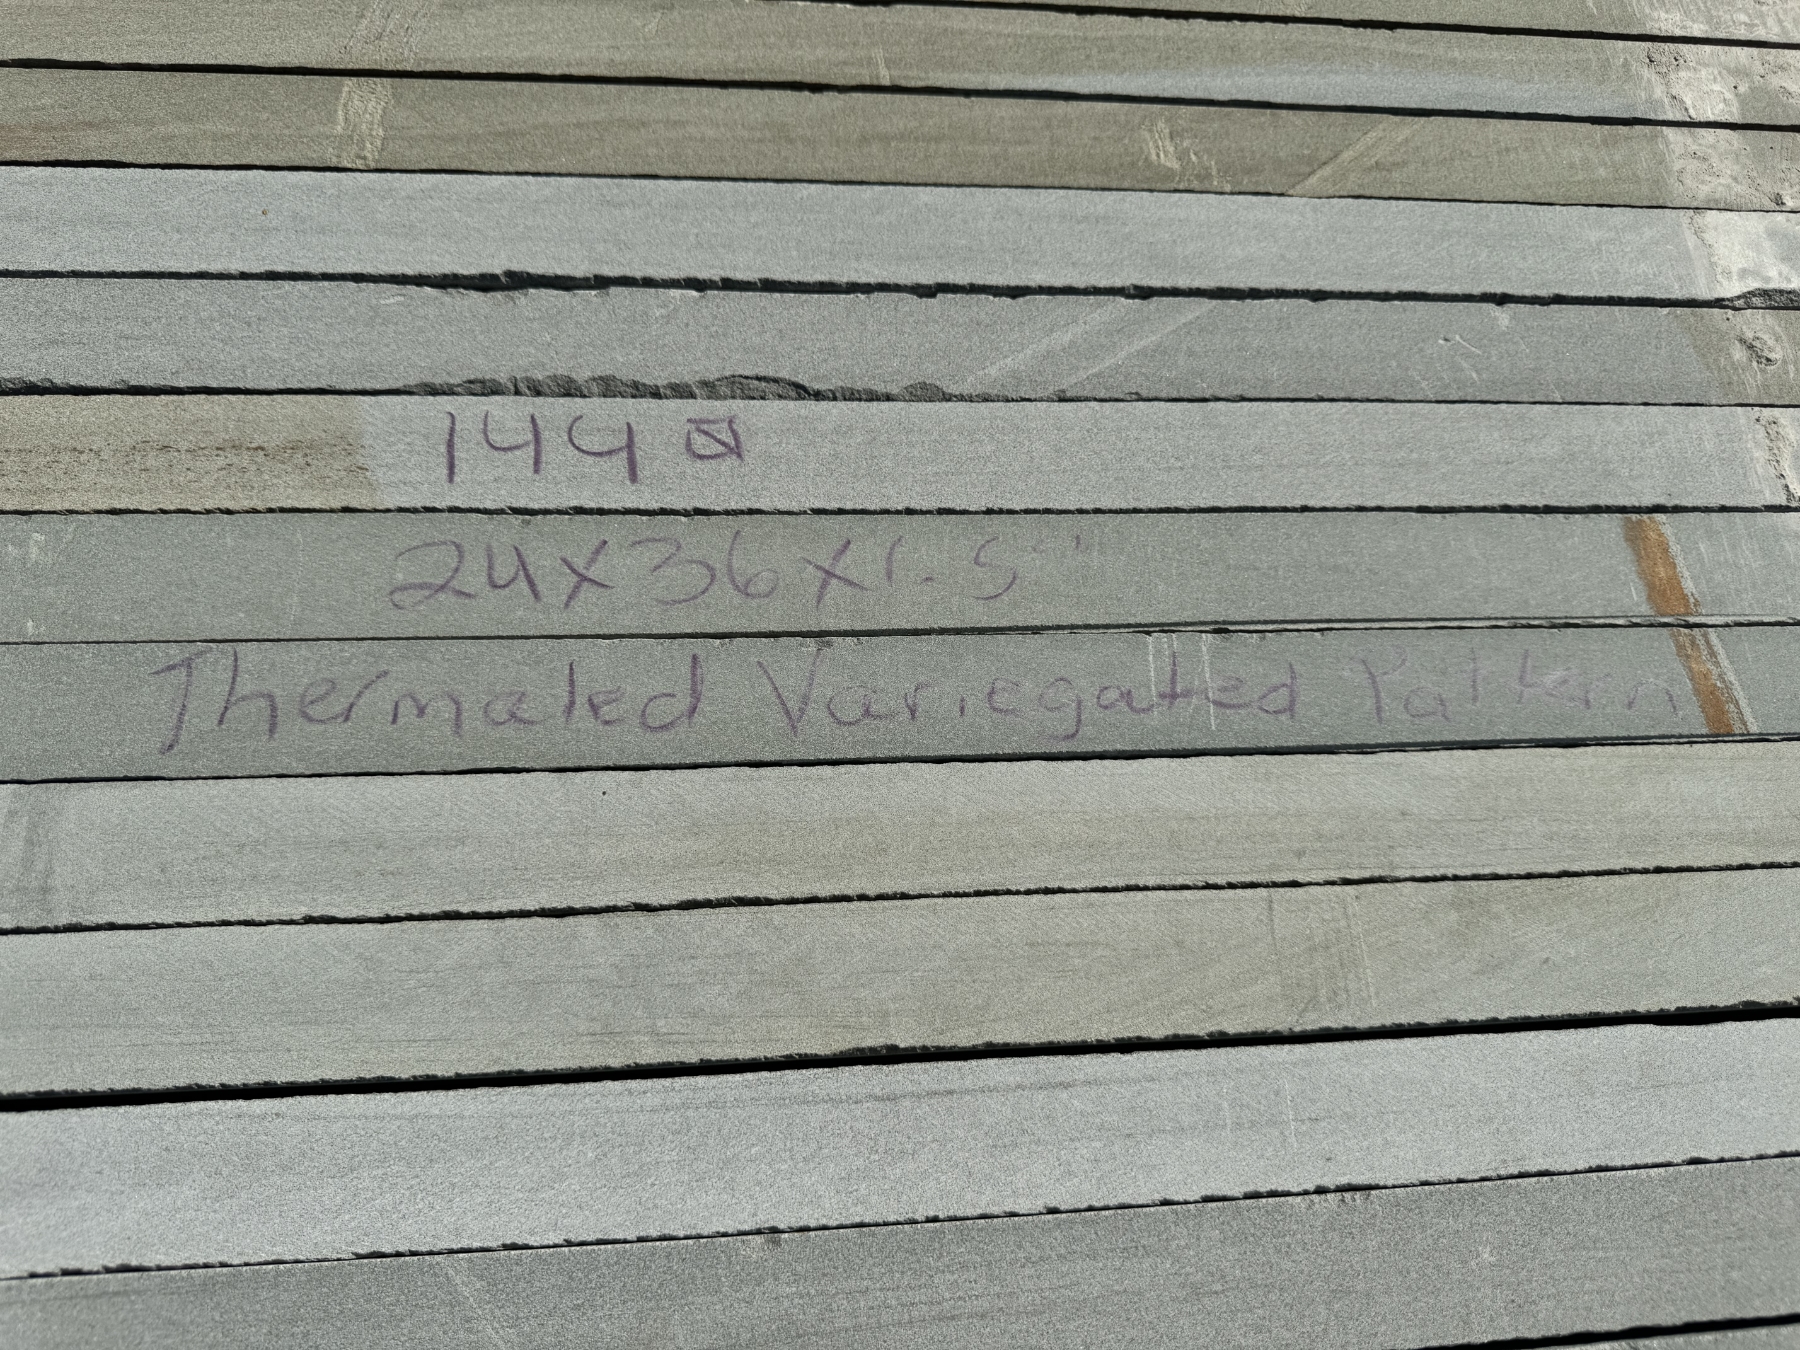 144 ⍁
24x36x1.5"
Thermaled Variegated Pattern